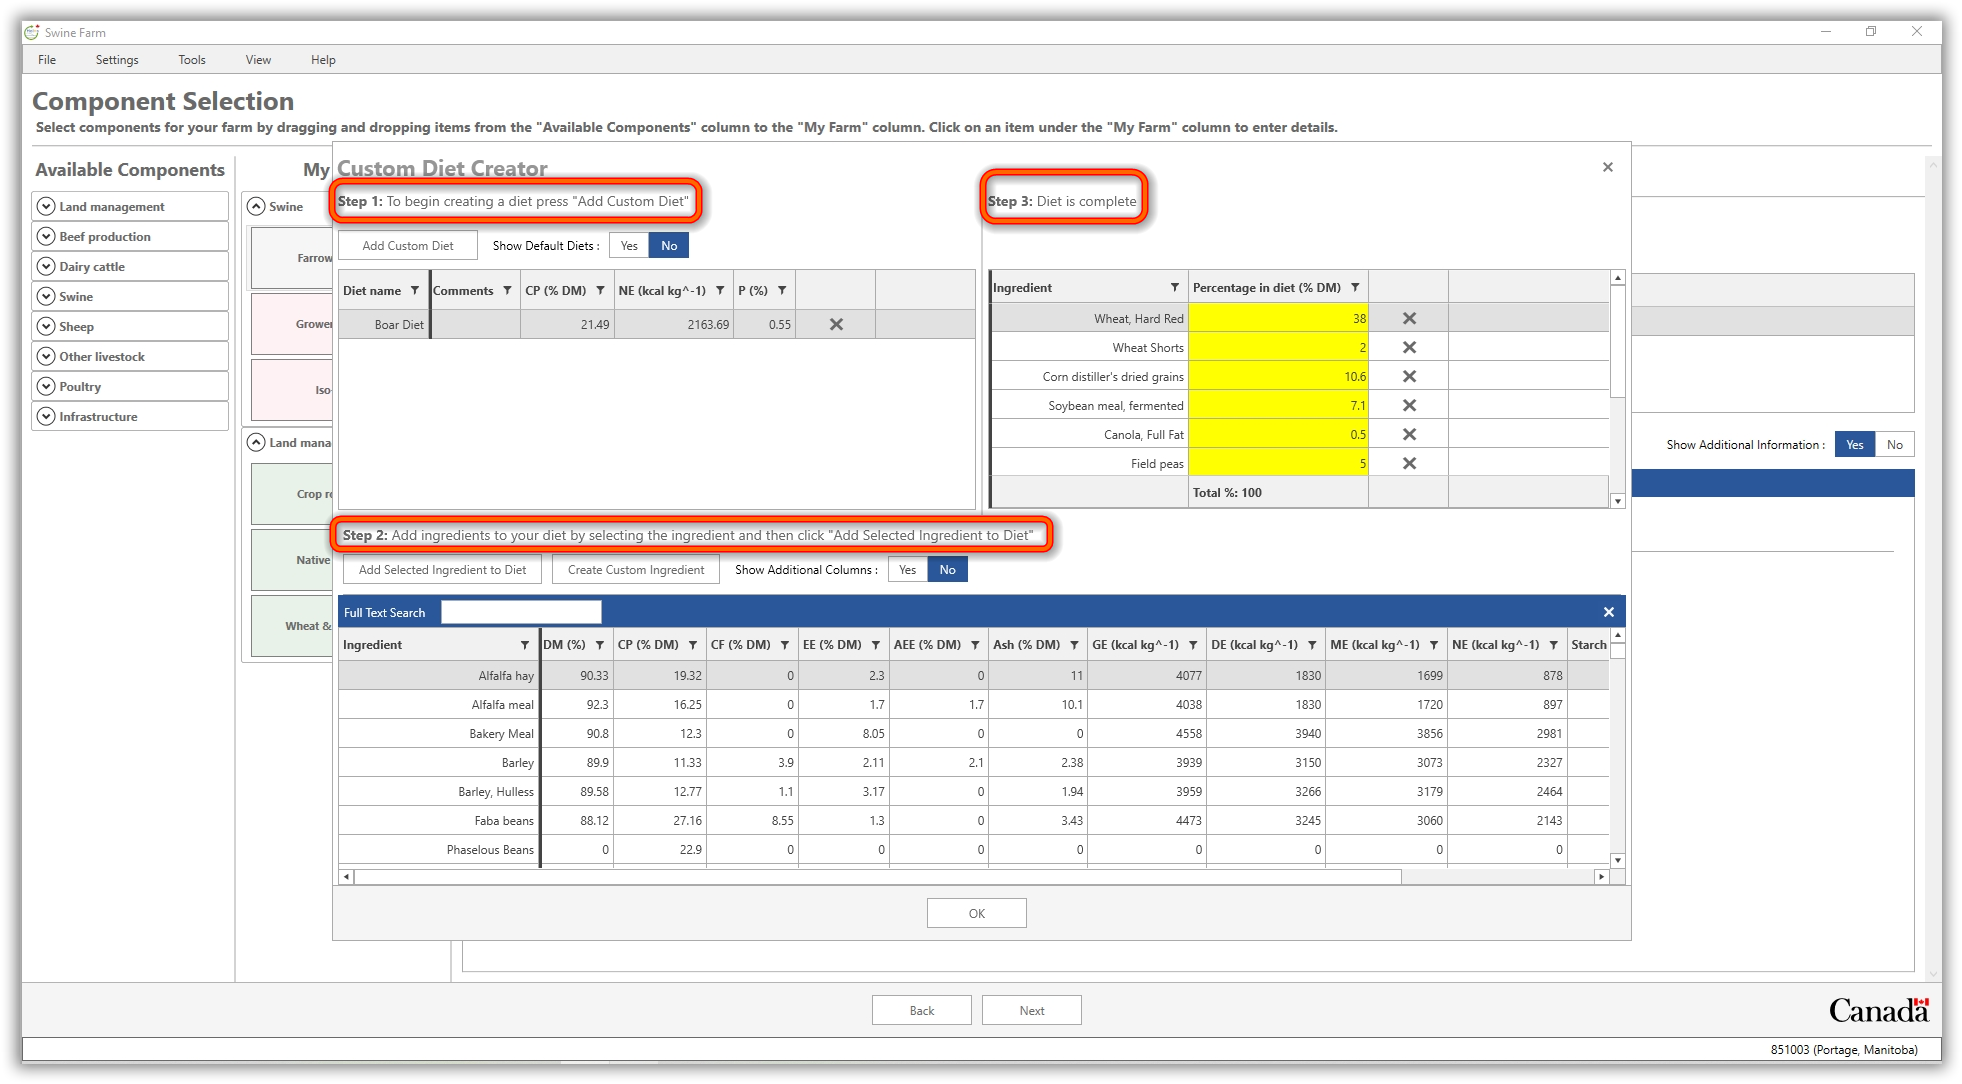 Swine Farm
File Settings Tools View Help
Component Selection
Select components for your farm by dragging and dropping items from the "Available Components" column to the "My Farm" column. Click on an item under the "My Farm" column to enter details.
Available Components
Land management
Beef production
Dairy cattle
Swine
Sheep
Other livestock
Poultry
Infrastructure
My
Swine
Farrow
Grower
Iso
Land mana
Crop ro
Native
Wheat &
Custom Diet Creator
Step 1: To begin creating a diet press "Add Custom Diet"
Add Custom Diet Show Default Diets : Yes No
Diet name Comments CP (% DM) NE (kcal kg^-1) P (%)
Boar Diet 21.49 2163.69 0.55
Step 3: Diet is complete
Ingredient Percentage in diet (% DM)
Wheat, Hard Red 38
Wheat Shorts 2
Corn distiller's dried grains 10.6
Soybean meal, fermented 7.1
Canola, Full Fat 0.5
Field peas 5
Total %: 100
Step 2: Add ingredients to your diet by selecting the ingredient and then click "Add Selected Ingredient to Diet"
Add Selected Ingredient to Diet Create Custom Ingredient Show Additional Columns : Yes No
Full Text Search
Ingredient DM (%) CP (% DM) CF (% DM) EE (% DM) AEE (% DM) Ash (% DM) GE (kcal kg^-1) DE (kcal kg^-1) ME (kcal kg^-1) NE (kcal kg^-1) Starch
Alfalfa hay 90.33 19.32 0 2.3 0 11 4077 1830 1699 878
Alfalfa meal 92.3 16.25 0 1.7 1.7 10.1 4038 1830 1720 897
Bakery Meal 90.8 12.3 0 8.05 0 0 4558 3940 3856 2981
Barley 89.9 11.33 3.9 2.11 2.1 2.38 3939 3150 3073 2327
Barley, Hulless 89.58 12.77 1.1 3.17 0 1.94 3959 3266 3179 2464
Faba beans 88.12 27.16 8.55 1.3 0 3.43 4473 3245 3060 2143
Phaselous Beans 0 22.9 0 0 0 0 0 0 0 0
OK
Show Additional Information : Yes No
Back Next
Canada
851003 (Portage, Manitoba)